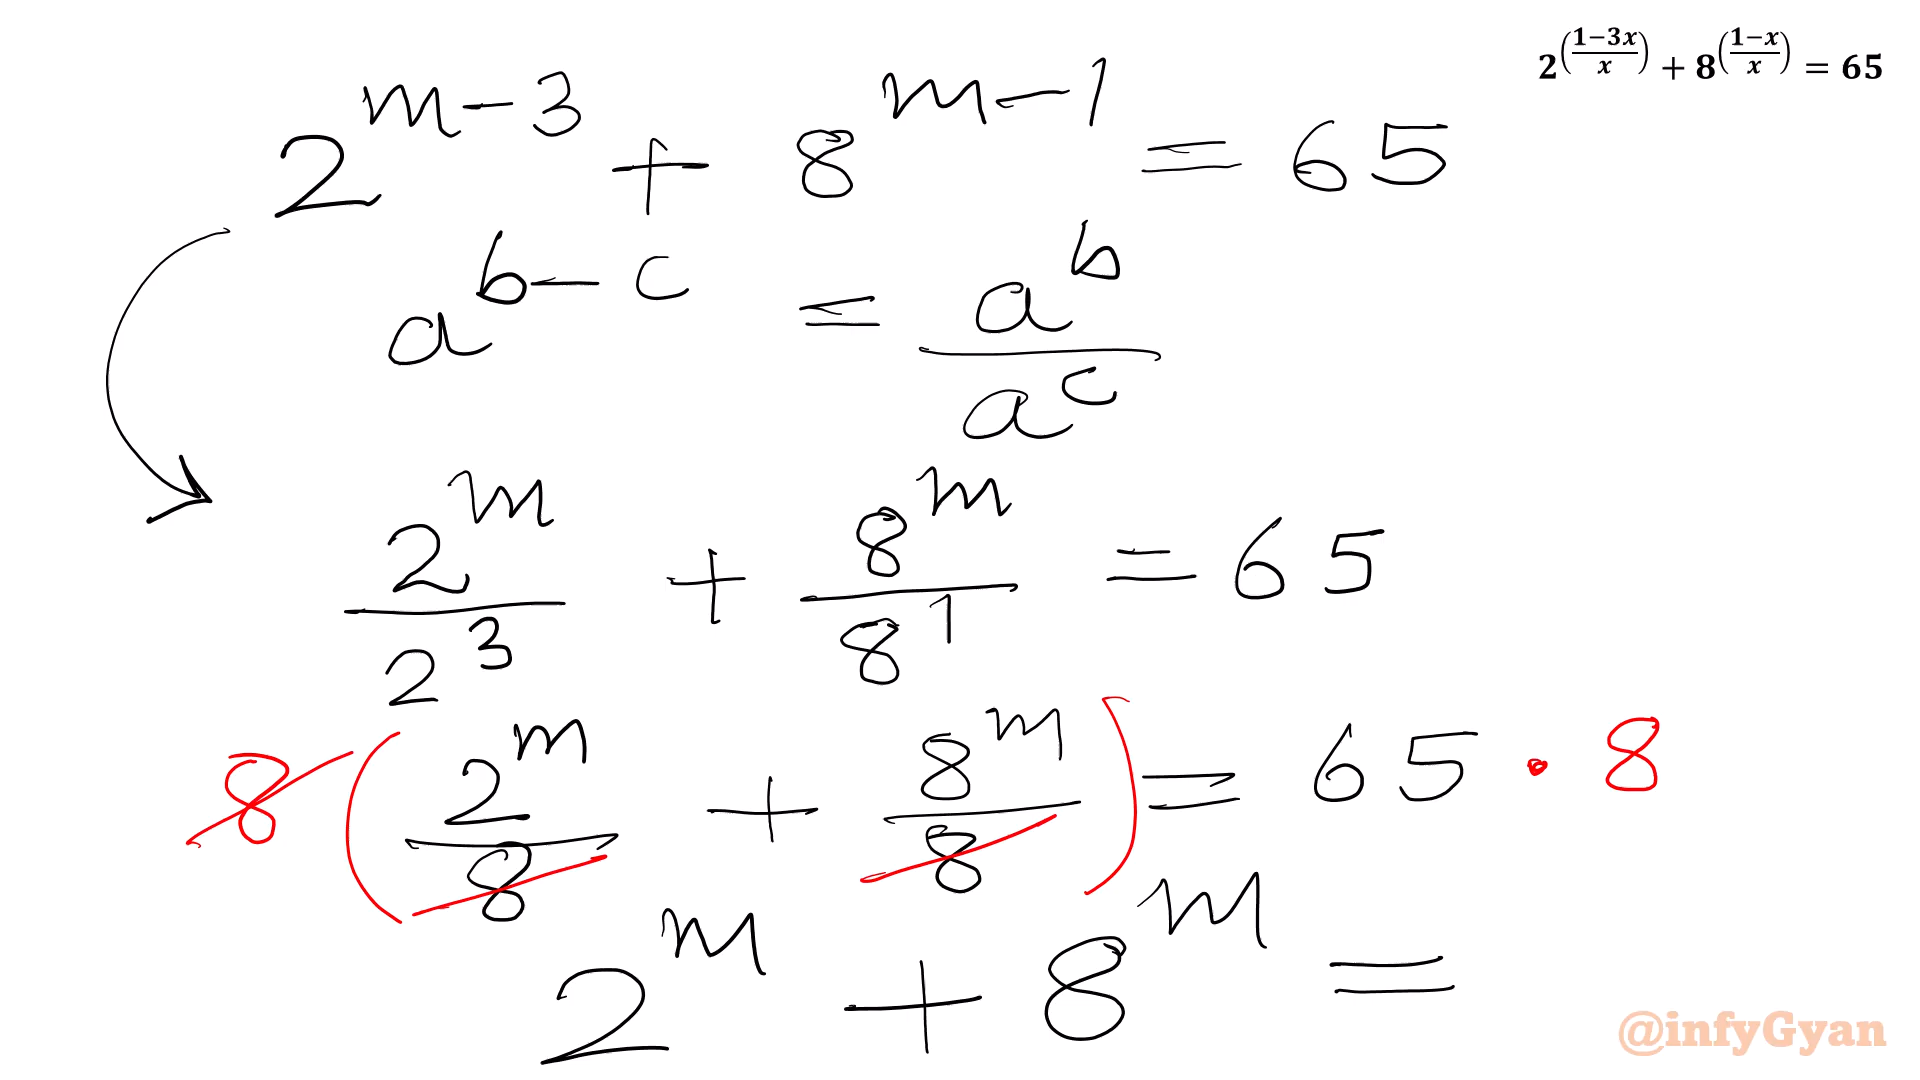 2^((1−3x)/x) + 8^((1−x)/x) = 65
2^(m−3) + 8^(m−1) = 65
a^(b−c) = a^b / a^c
2^m / 2^3 + 8^m / 8^1 = 65
8 ( 2^m / 8 + 8^m / 8 ) = 65 · 8
2^m + 8^m =
@infyGyan